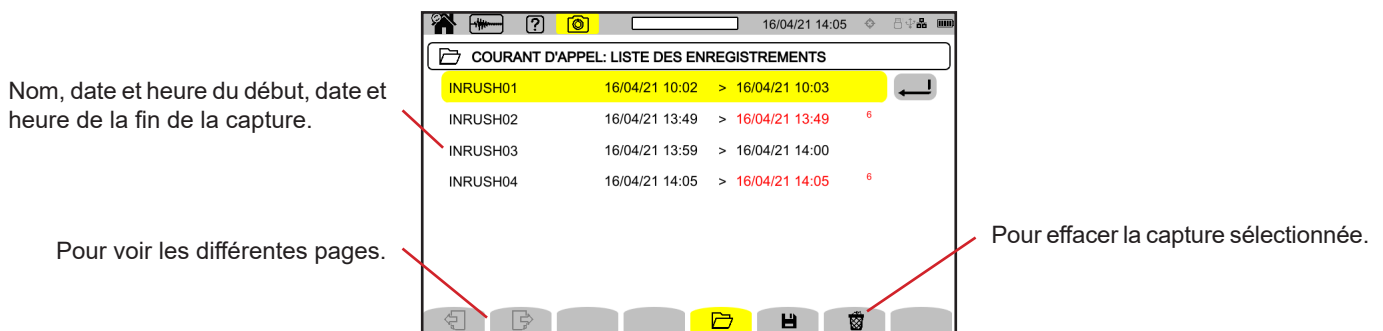 ?
16/04/21 14:05
COURANT D'APPEL: LISTE DES ENREGISTREMENTS
INRUSH01 16/04/21 10:02 > 16/04/21 10:03
Nom, date et heure du début, date et
heure de la fin de la capture.
INRUSH02 16/04/21 13:49 > 16/04/21 13:49 6
INRUSH03 16/04/21 13:59 > 16/04/21 14:00
INRUSH04 16/04/21 14:05 > 16/04/21 14:05 6
Pour voir les différentes pages.
Pour effacer la capture sélectionnée.